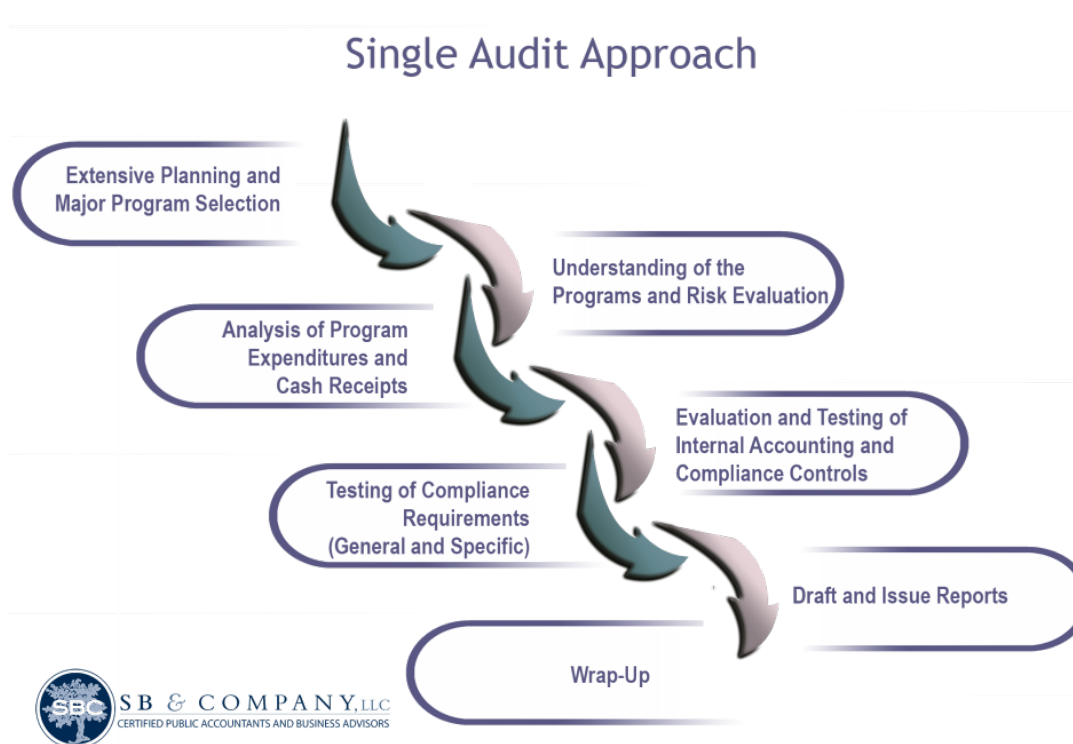 Single Audit Approach
Extensive Planning and
Major Program Selection
Understanding of the
Programs and Risk Evaluation
Analysis of Program
Expenditures and
Cash Receipts
Evaluation and Testing of
Internal Accounting and
Compliance Controls
Testing of Compliance
Requirements
(General and Specific)
Draft and Issue Reports
Wrap-Up
SBC
SB & COMPANY, LLC
CERTIFIED PUBLIC ACCOUNTANTS AND BUSINESS ADVISORS